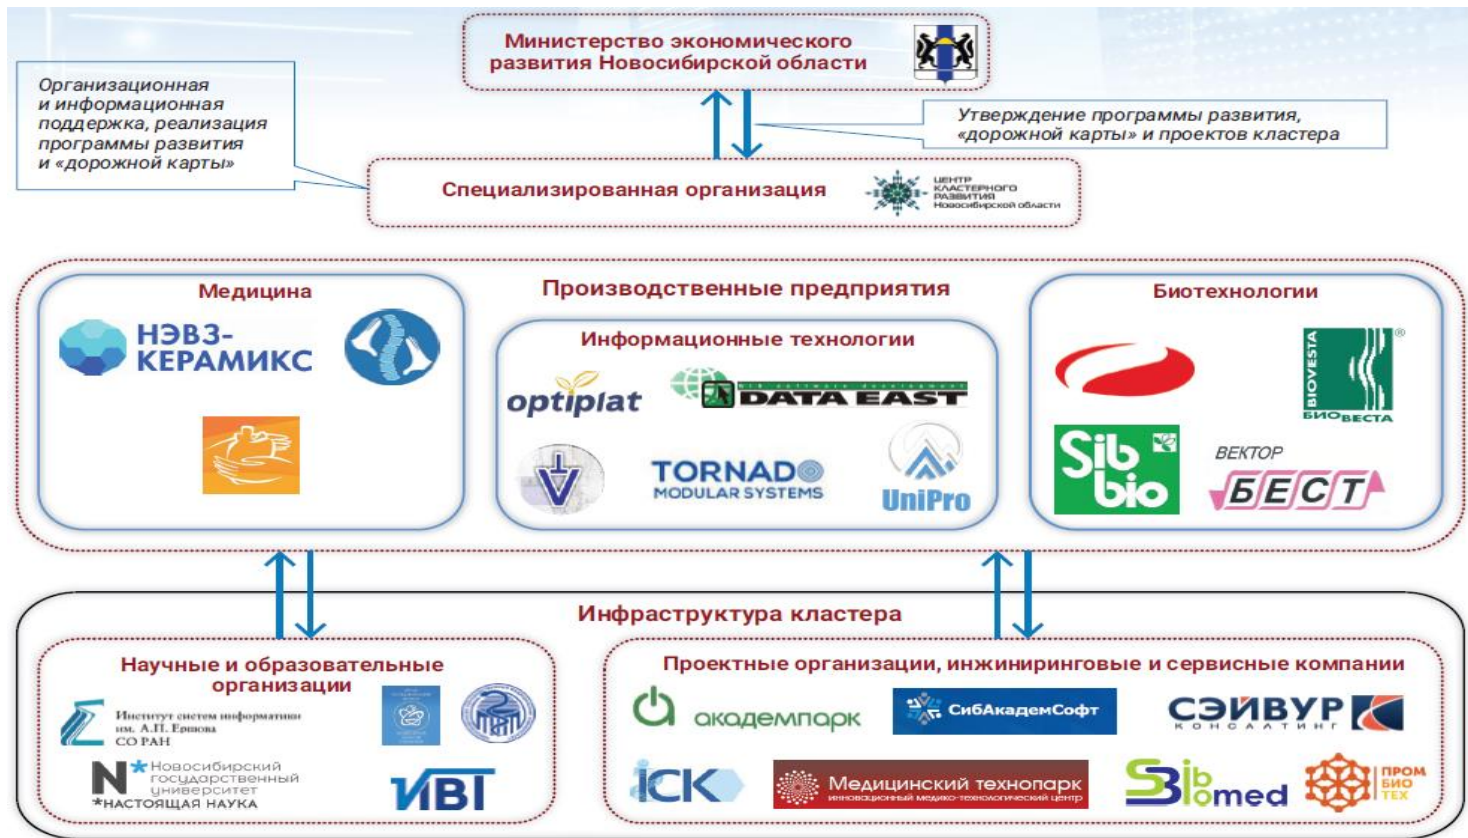 Министерство экономического
развития Новосибирской области
Организационная
и информационная
поддержка, реализация
программы развития
и «дорожной карты»
Утверждение программы развития,
«дорожной карты» и проектов кластера
Специализированная организация
ЦЕНТР
КЛАСТЕРНОГО
РАЗВИТИЯ
Новосибирской области
Производственные предприятия
Медицина
НЭВЗ-
КЕРАМИКС
Информационные технологии
optiplat
DATA EAST
TORNADO
MODULAR SYSTEMS
UniPro
Биотехнологии
BIOVESTA
®
БИОВЕСТА
Sib
bio
ВЕКТОР
БЕСТ
Инфраструктура кластера
Научные и образовательные
организации
Институт систем информатики
им. А.П. Ершова
СО РАН
N*
Новосибирский
государственный
университет
*НАСТОЯЩАЯ НАУКА
ИВТ
Проектные организации, инжиниринговые и сервисные компании
академпарк
СибАкадемСофт
СЭЙВУР
КОНСАЛТИНГ
ICK
Медицинский технопарк
инновационный медико-технологический центр
SibBiomed
ПРОМ
БИО
ТЕХ